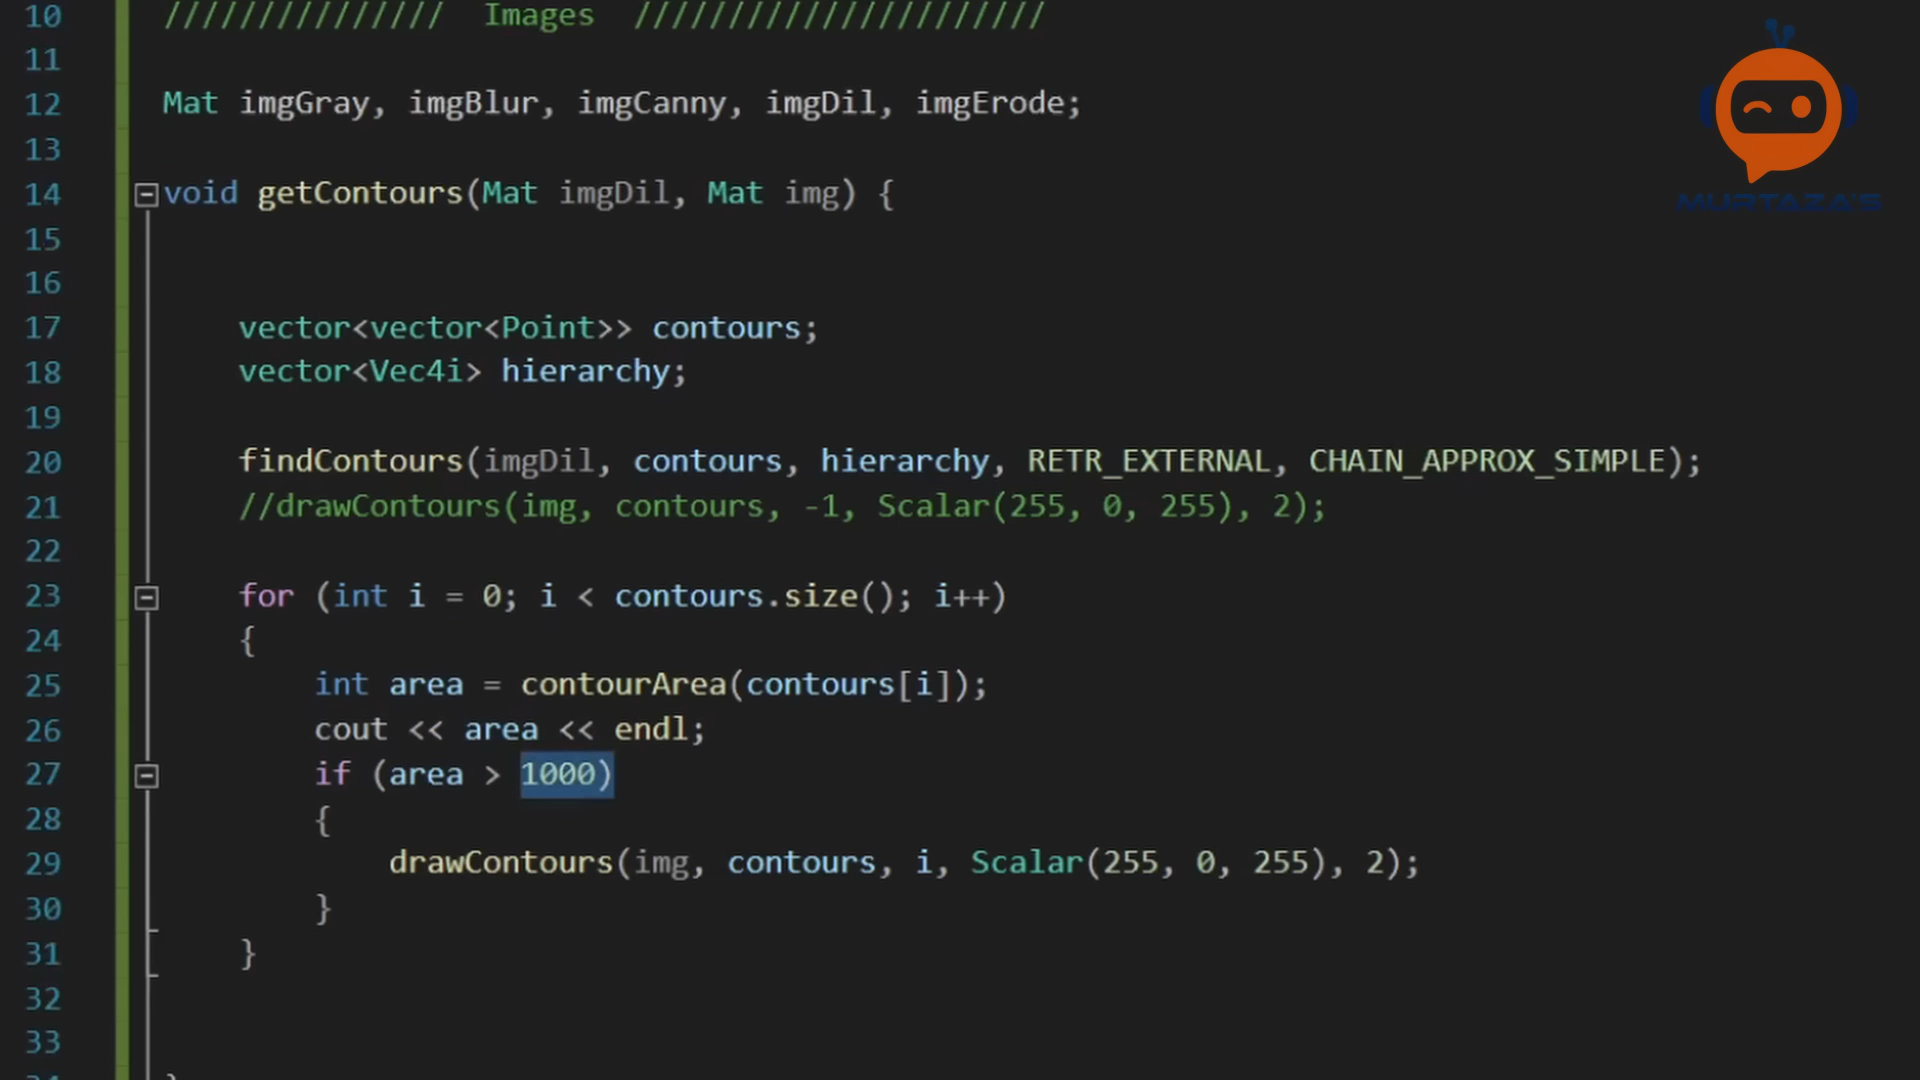 10 /////////////// Images //////////////////////
11
12 Mat imgGray, imgBlur, imgCanny, imgDil, imgErode;
13
14 void getContours(Mat imgDil, Mat img) {
15
16
17 vector<vector<Point>> contours;
18 vector<Vec4i> hierarchy;
19
20 findContours(imgDil, contours, hierarchy, RETR_EXTERNAL, CHAIN_APPROX_SIMPLE);
21 //drawContours(img, contours, -1, Scalar(255, 0, 255), 2);
22
23 for (int i = 0; i < contours.size(); i++)
24 {
25 int area = contourArea(contours[i]);
26 cout << area << endl;
27 if (area > 1000)
28 {
29 drawContours(img, contours, i, Scalar(255, 0, 255), 2);
30 }
31 }
32
33
MURTAZA'S